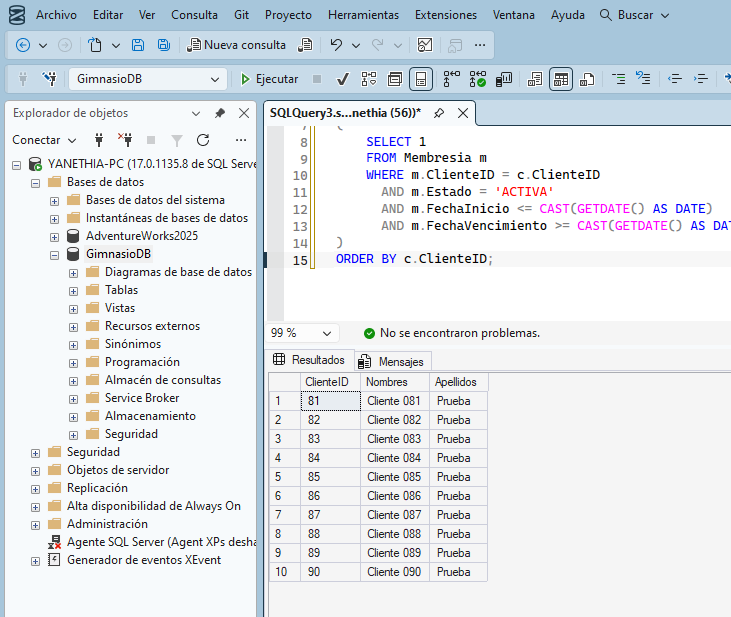 Archivo Editar Ver Consulta Git Proyecto Herramientas Extensiones Ventana Ayuda Buscar
Nueva consulta
GimnasioDB Ejecutar
Explorador de objetos
Conectar
YANETHIA-PC (17.0.1135.8 de SQL Serve
Bases de datos
Bases de datos del sistema
Instantáneas de bases de datos
AdventureWorks2025
GimnasioDB
Diagramas de base de datos
Tablas
Vistas
Recursos externos
Sinónimos
Programación
Almacén de consultas
Service Broker
Almacenamiento
Seguridad
Seguridad
Objetos de servidor
Replicación
Alta disponibilidad de Always On
Administración
Agente SQL Server (Agent XPs desha
Generador de eventos XEvent
SQLQuery3.s...nethia (56))*
7 (
8 SELECT 1
9 FROM Membresia m
10 WHERE m.ClienteID = c.ClienteID
11 AND m.Estado = 'ACTIVA'
12 AND m.FechaInicio <= CAST(GETDATE() AS DATE)
13 AND m.FechaVencimiento >= CAST(GETDATE() AS DAT
14 )
15 ORDER BY c.ClienteID;
99 % No se encontraron problemas.
Resultados Mensajes
ClienteID Nombres Apellidos
1 81 Cliente 081 Prueba
2 82 Cliente 082 Prueba
3 83 Cliente 083 Prueba
4 84 Cliente 084 Prueba
5 85 Cliente 085 Prueba
6 86 Cliente 086 Prueba
7 87 Cliente 087 Prueba
8 88 Cliente 088 Prueba
9 89 Cliente 089 Prueba
10 90 Cliente 090 Prueba